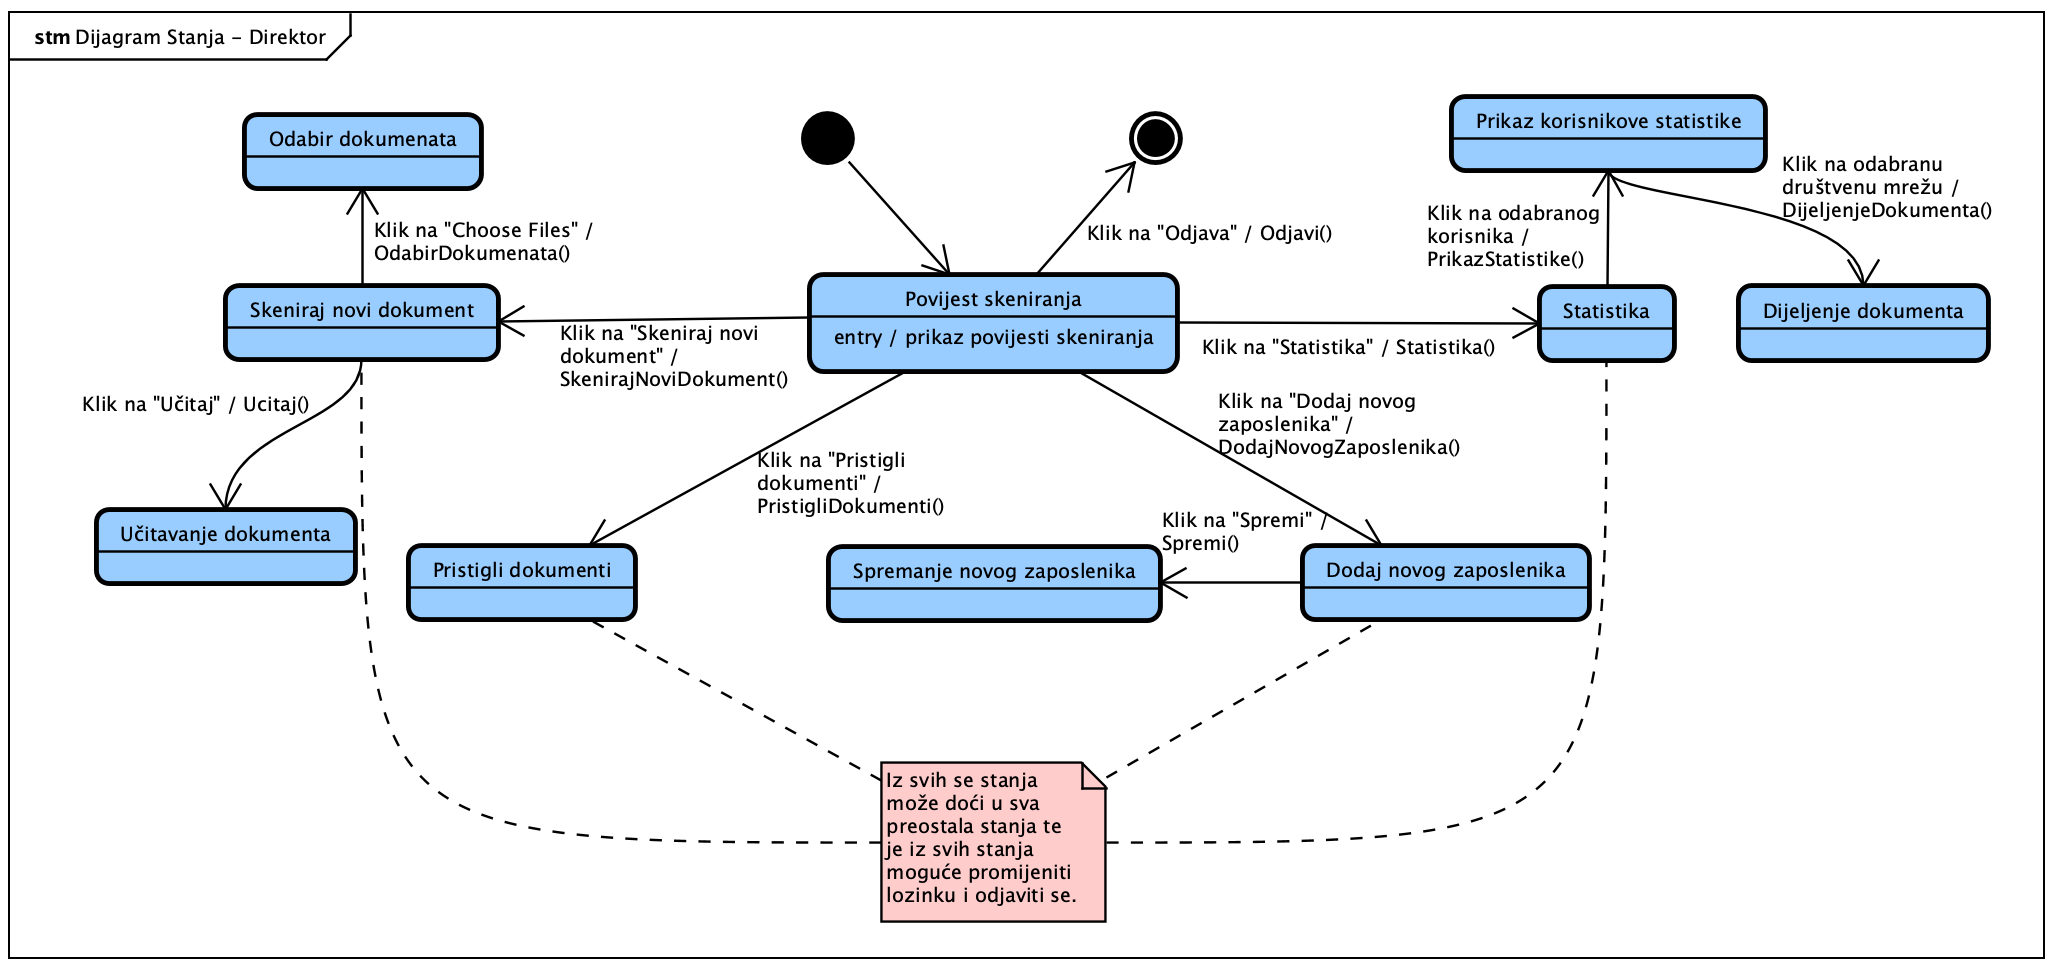 stm Dijagram Stanja - Direktor
Odabir dokumenata
Prikaz korisnikove statistike
Klik na odabranu
društvenu mrežu /
DijeljenjeDokumenta()
Klik na "Choose Files" /
OdabirDokumenata()
Klik na "Odjava" / Odjavi()
Klik na odabranog
korisnika /
PrikazStatistike()
Skeniraj novi dokument
Povijest skeniranja
entry / prikaz povijesti skeniranja
Statistika
Dijeljenje dokumenta
Klik na "Skeniraj novi
dokument" /
SkenirajNoviDokument()
Klik na "Statistika" / Statistika()
Klik na "Učitaj" / Ucitaj()
Klik na "Dodaj novog
zaposlenika" /
DodajNovogZaposlenika()
Klik na "Pristigli
dokumenti" /
PristigliDokumenti()
Učitavanje dokumenta
Klik na "Spremi" /
Spremi()
Pristigli dokumenti
Spremanje novog zaposlenika
Dodaj novog zaposlenika
Iz svih se stanja
može doći u sva
preostala stanja te
je iz svih stanja
moguće promijeniti
lozinku i odjaviti se.